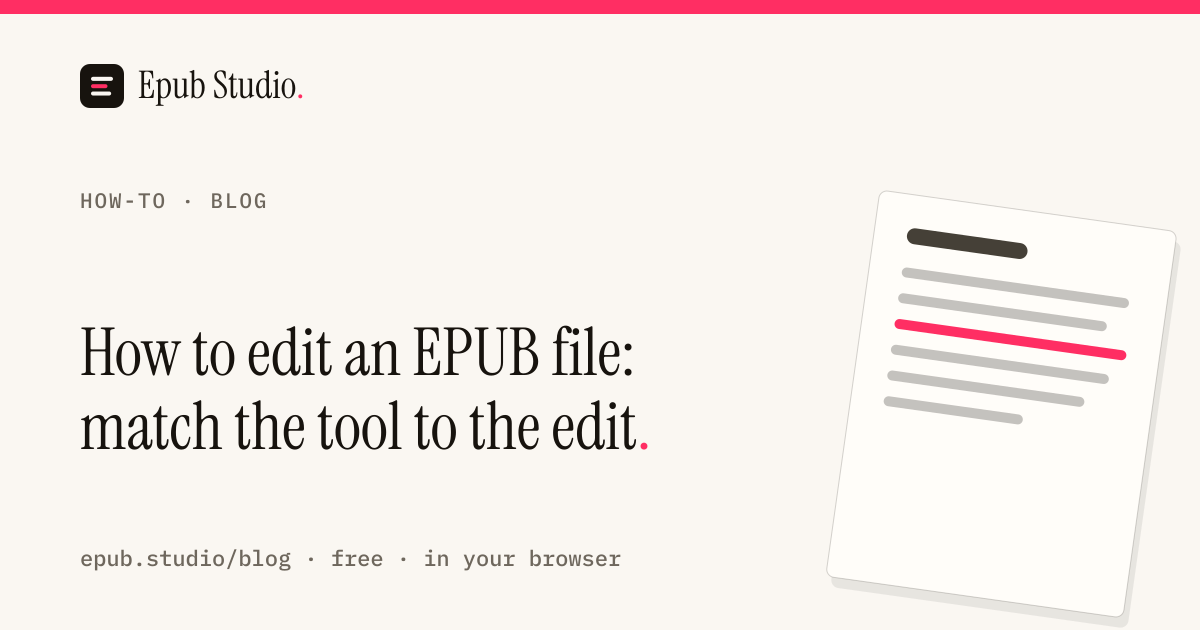 Epub Studio.
HOW-TO · BLOG
How to edit an EPUB file:
match the tool to the edit.
epub.studio/blog · free · in your browser